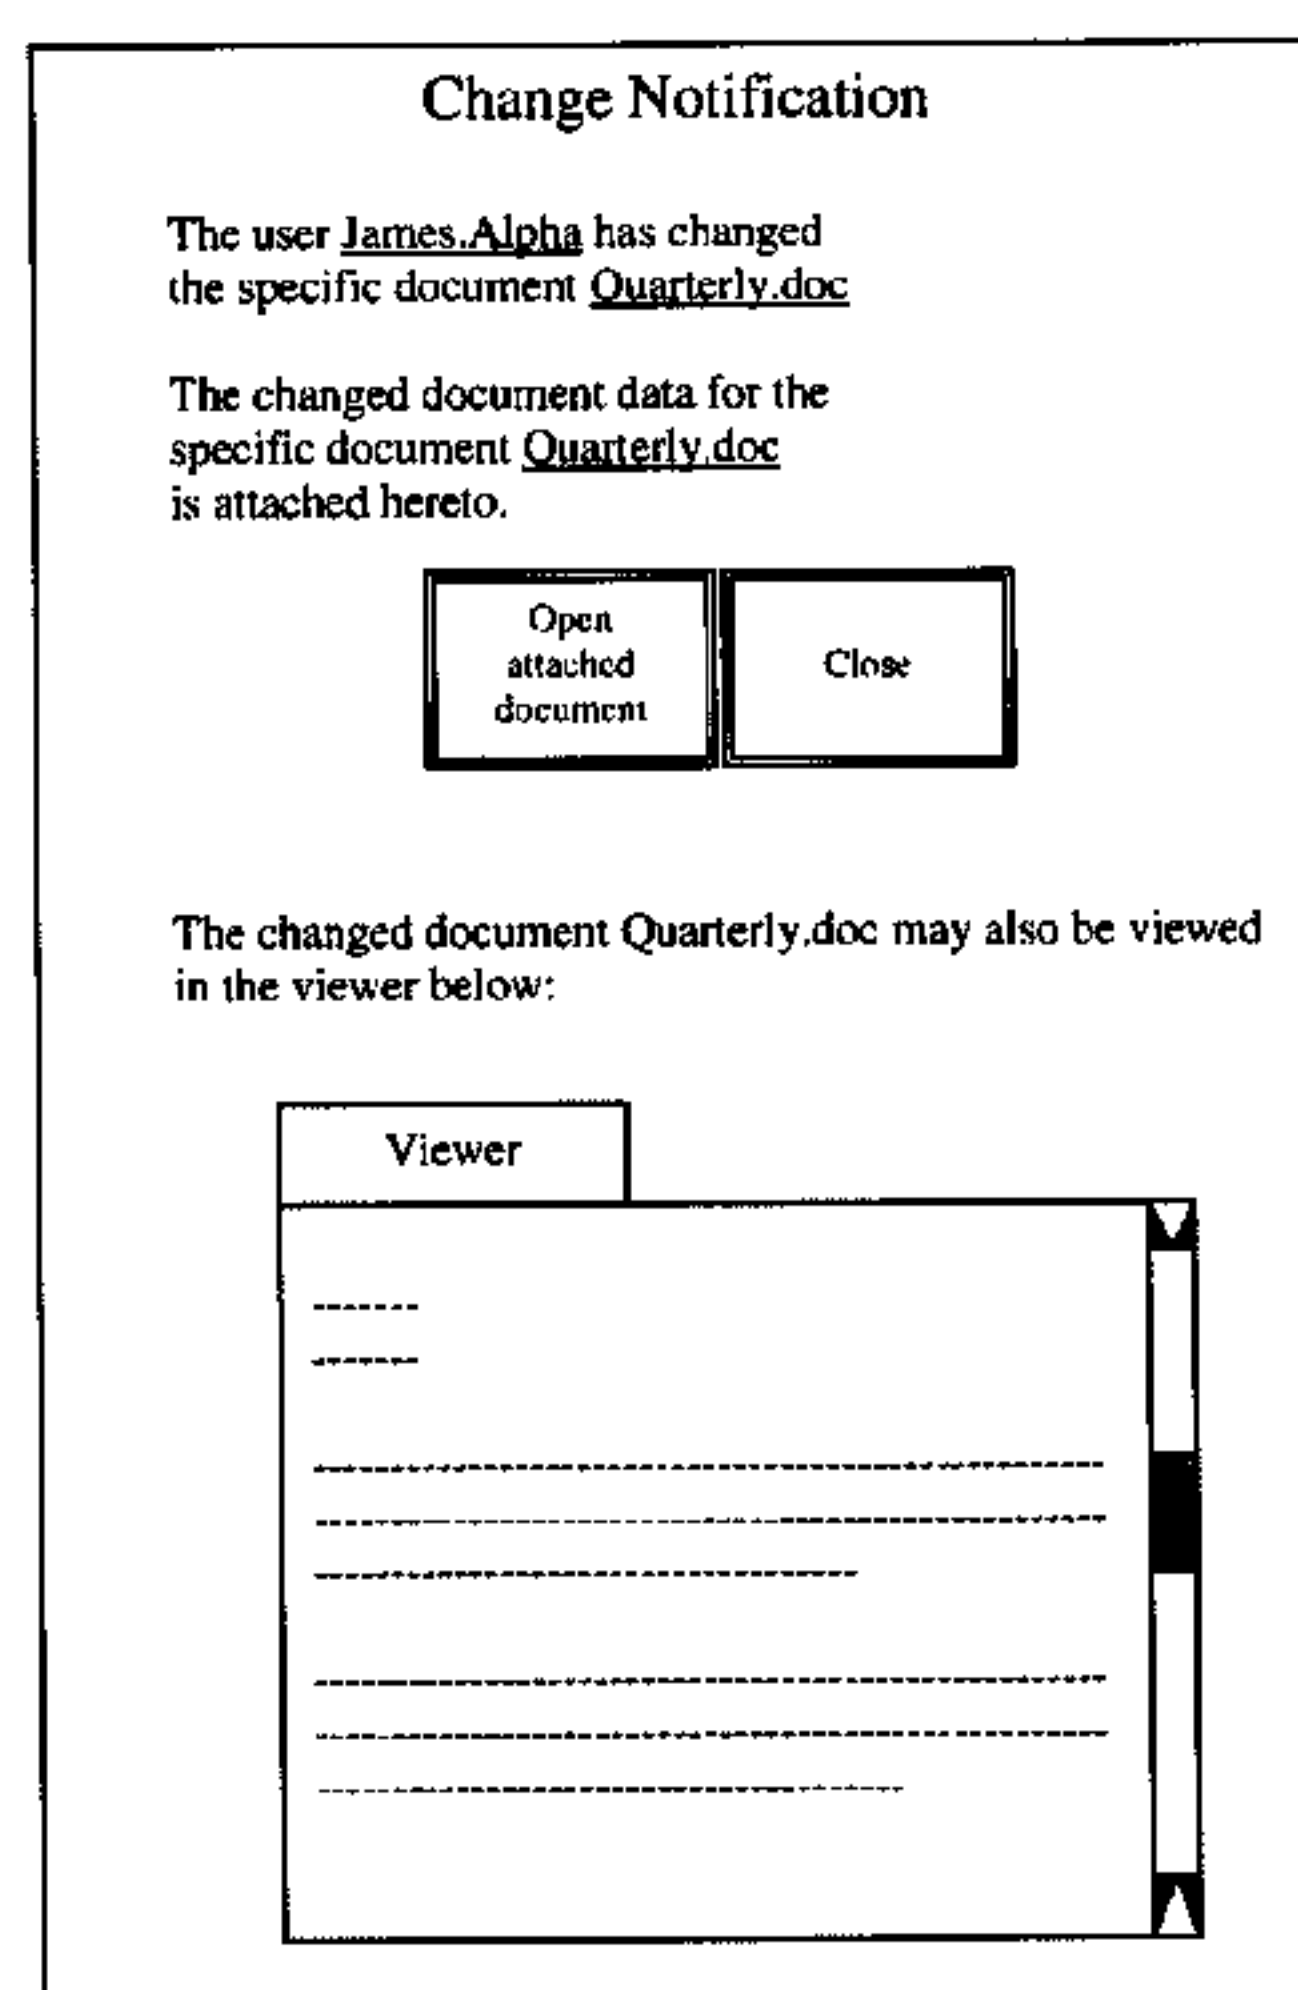 Change Notification
The user James.Alpha has changed
the specific document Quarterly.doc
The changed document data for the
specific document Quarterly.doc
is attached hereto.
Open
attached
document
Close
The changed document Quarterly.doc may also be viewed
in the viewer below:
Viewer